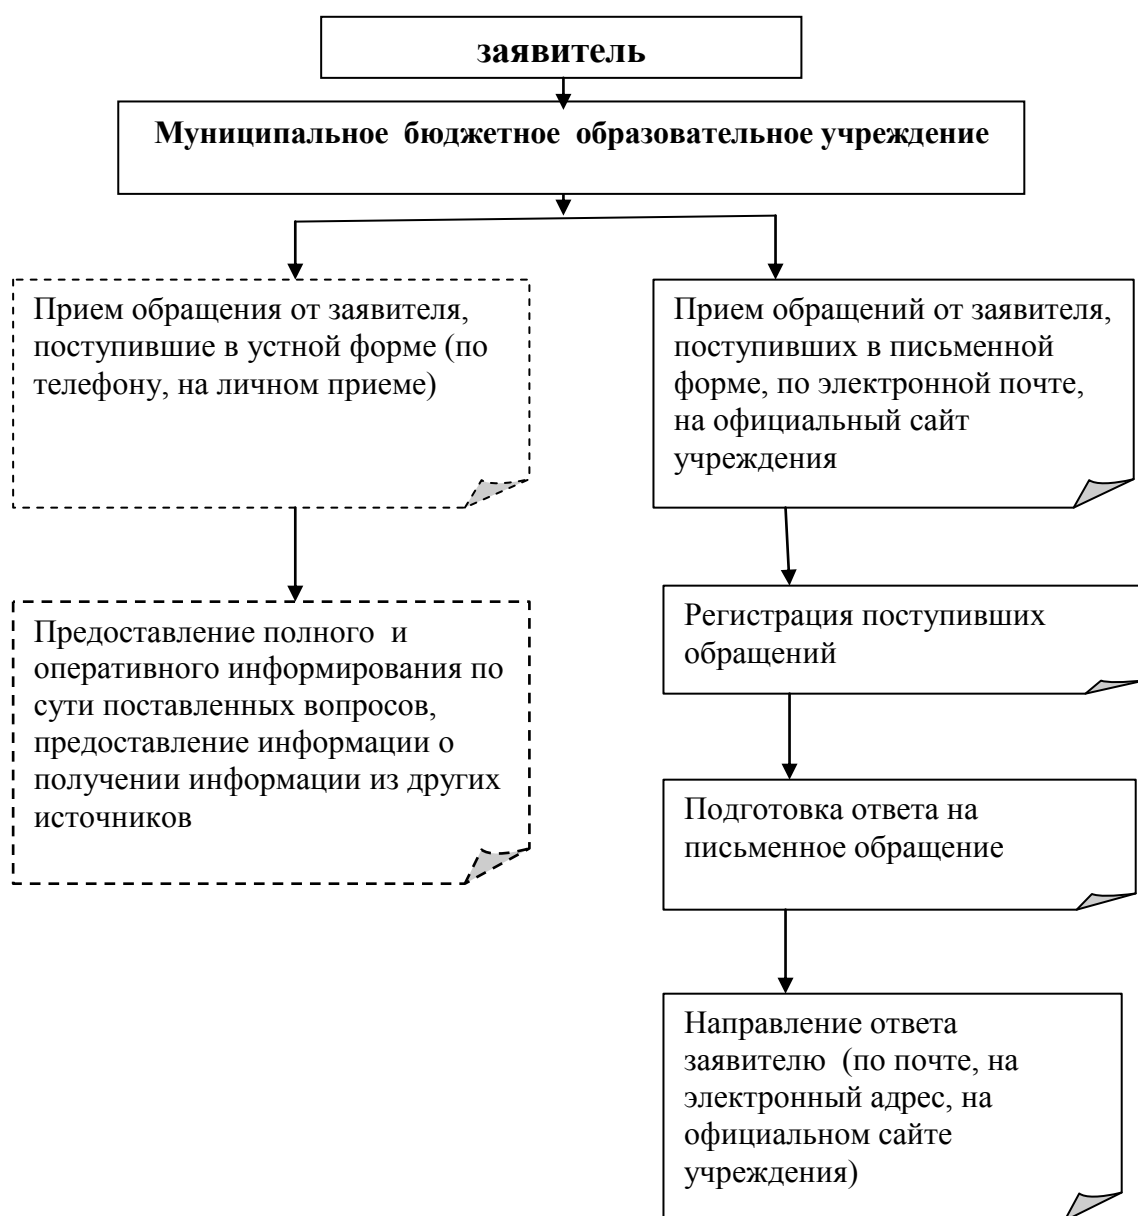 заявитель
Муниципальное бюджетное образовательное учреждение
Прием обращения от заявителя,
поступившие в устной форме (по
телефону, на личном приеме)
Предоставление полного и
оперативного информирования по
сути поставленных вопросов,
предоставление информации о
получении информации из других
источников
Прием обращений от заявителя,
поступивших в письменной
форме, по электронной почте,
на официальный сайт
учреждения
Регистрация поступивших
обращений
Подготовка ответа на
письменное обращение
Направление ответа
заявителю (по почте, на
электронный адрес, на
официальном сайте
учреждения)